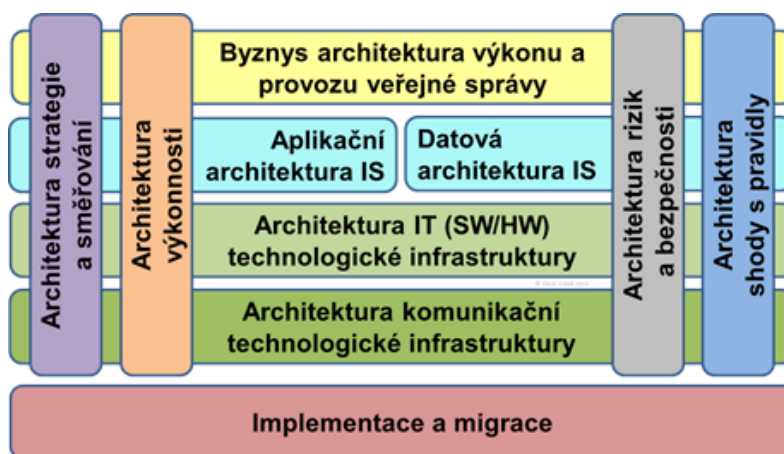 Architektura strategie
a směřování
Architektura
výkonnosti
Byznys architektura výkonu a
provozu veřejné správy
Aplikační
architektura IS
Datová
architektura IS
Architektura IT (SW/HW)
technologické infrastruktury
Architektura komunikační
technologické infrastruktury
Architektura rizik
a bezpečnosti
Architektura
shody s pravidly
Implementace a migrace